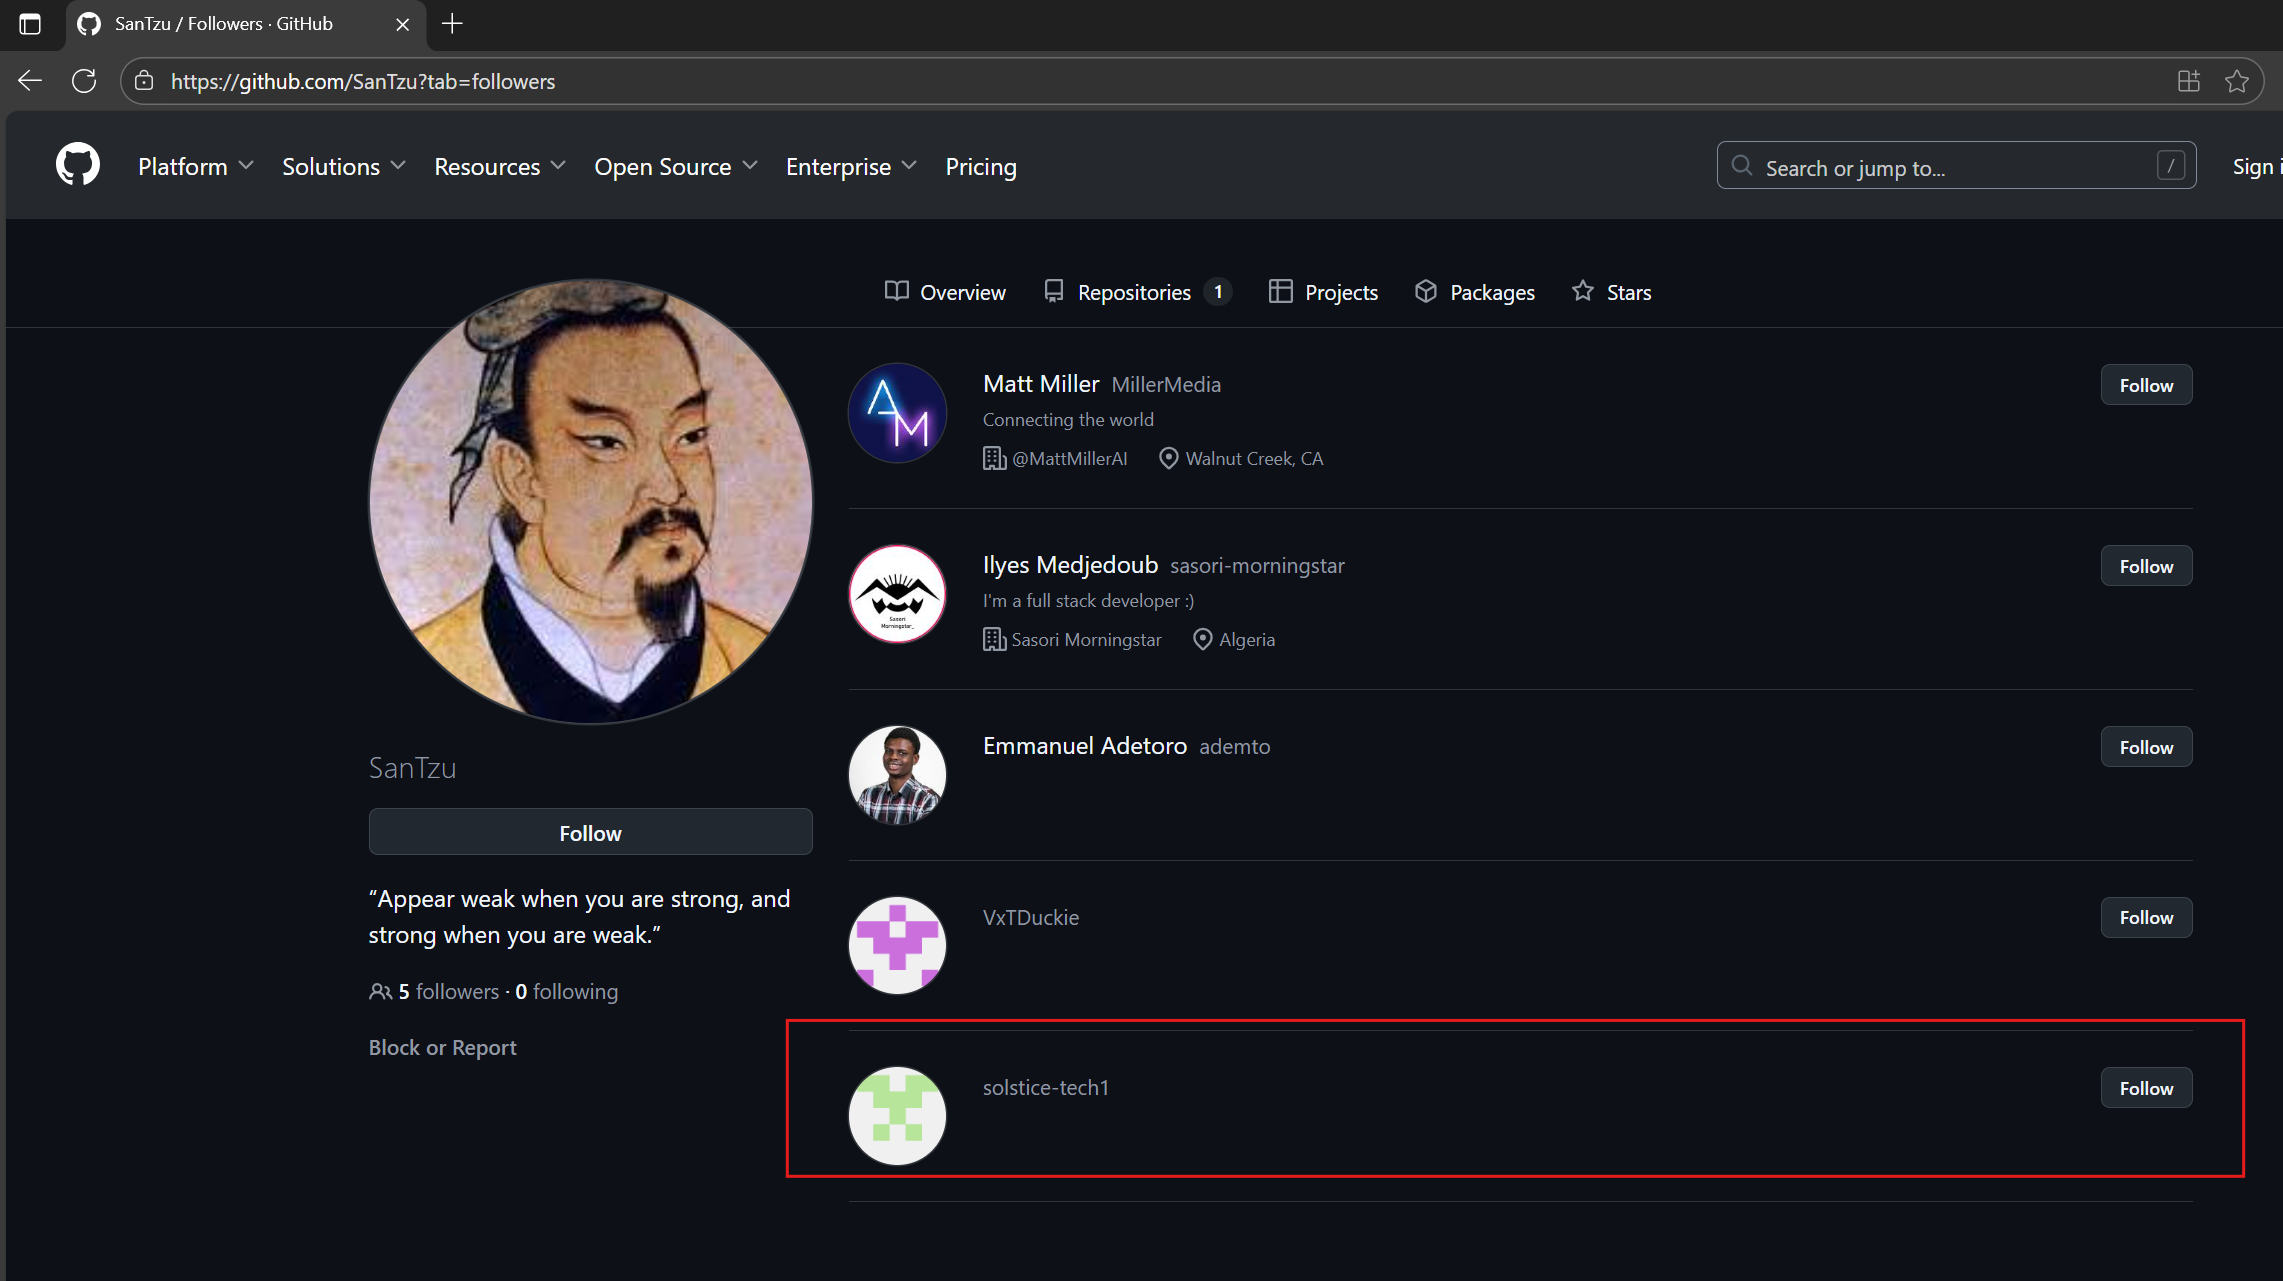 SanTzu / Followers · GitHub
https://github.com/SanTzu?tab=followers
Platform Solutions Resources Open Source Enterprise Pricing Search or jump to... / Sign i
Overview Repositories 1 Projects Packages Stars
Matt Miller MillerMedia Follow
Connecting the world
@MattMillerAI Walnut Creek, CA
Ilyes Medjedoub sasori-morningstar Follow
I'm a full stack developer :)
Sasori Morningstar Algeria
Sasori
Morningstar_
Emmanuel Adetoro ademto Follow
VxTDuckie Follow
solstice-tech1 Follow
AM
SanTzu
Follow
“Appear weak when you are strong, and
strong when you are weak.”
5 followers · 0 following
Block or Report